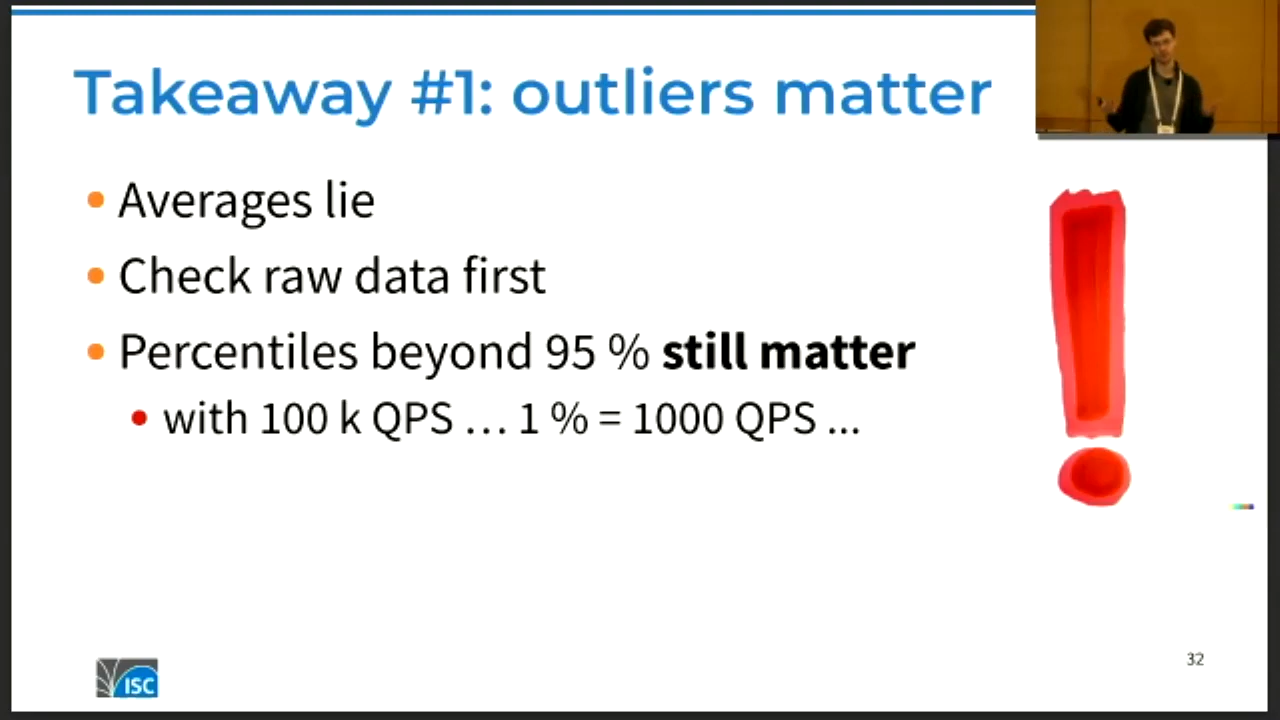 Takeaway #1: outliers matter
Averages lie
Check raw data first
Percentiles beyond 95 % still matter
with 100 k QPS … 1 % = 1000 QPS ...
32
ISC